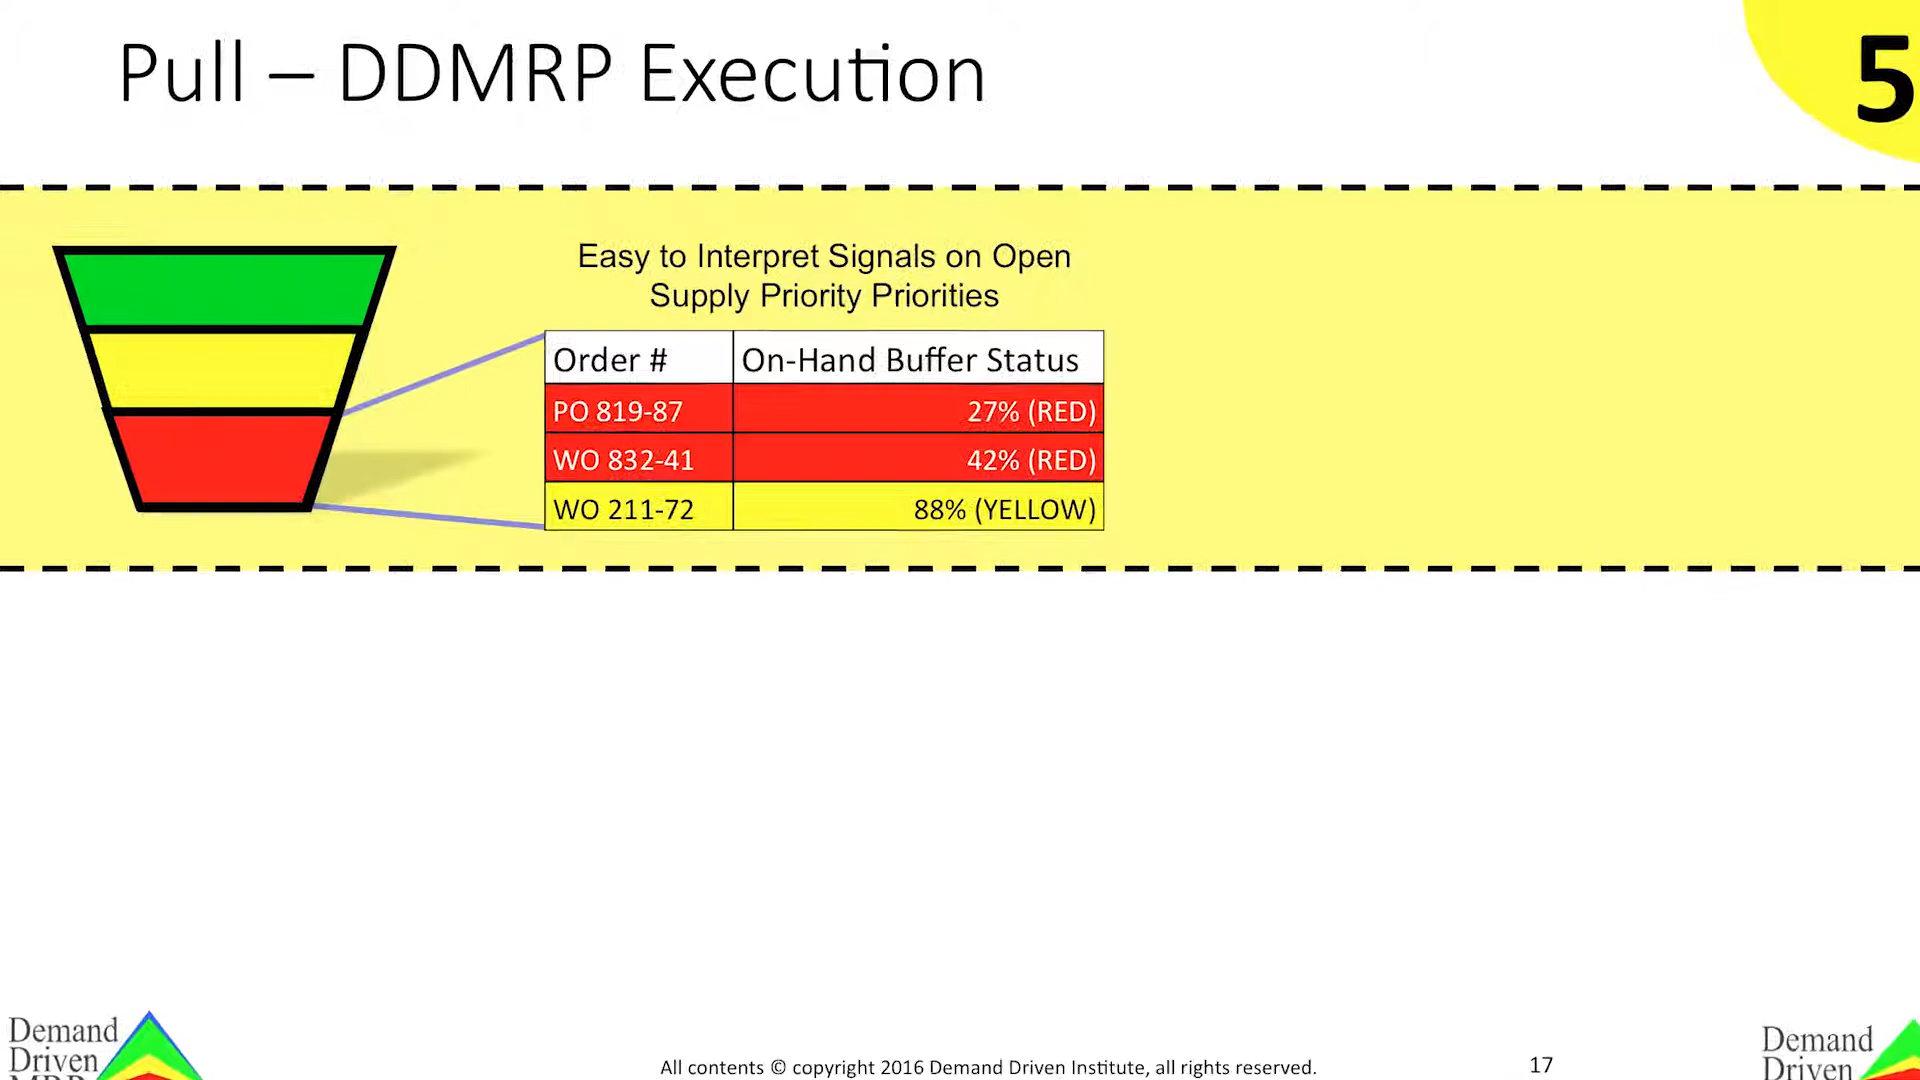 Pull – DDMRP Execution
5
Easy to Interpret Signals on Open
Supply Priority Priorities
Order # On-Hand Buffer Status
PO 819-87 27% (RED)
WO 832-41 42% (RED)
WO 211-72 88% (YELLOW)
Demand
Driven
MRP
All contents © copyright 2016 Demand Driven Institute, all rights reserved.
17
Demand
Driven